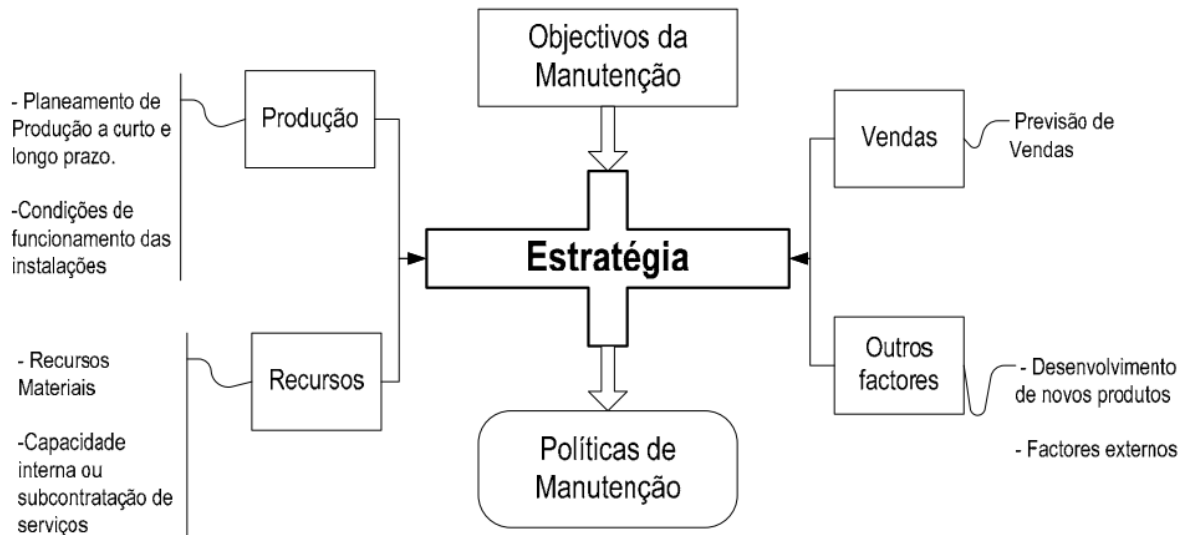 Objectivos da
Manutenção
- Planeamento de
Produção a curto e
longo prazo.
-Condições de
funcionamento das
instalações
Produção
Vendas
- Previsão de
Vendas
Estratégia
- Recursos
Materiais
-Capacidade
interna ou
subcontratação de
serviços
Recursos
Outros
factores
- Desenvolvimento
de novos produtos
- Factores externos
Políticas de
Manutenção